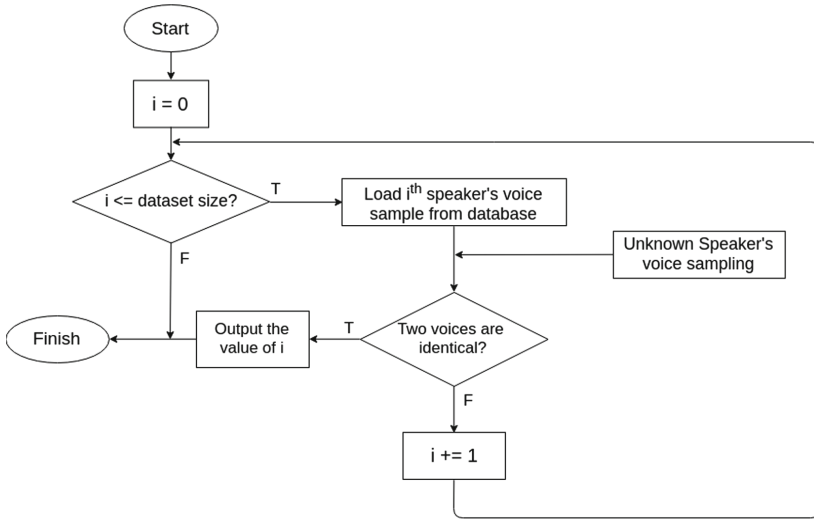 Start
i = 0
i <= dataset size?
T
Load ith speaker's voice
sample from database
F
Unknown Speaker's
voice sampling
Finish
Output the
value of i
T
Two voices are
identical?
F
i += 1